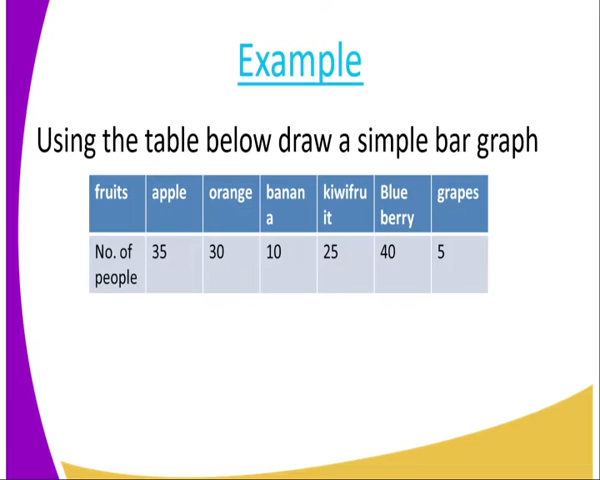 Example
Using the table below draw a simple bar graph
fruits apple orange banan kiwifru Blue grapes
a it berry
No. of 35 30 10 25 40 5
people